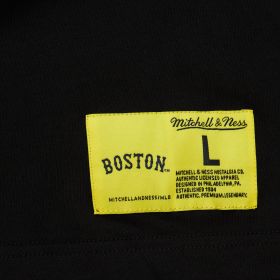 Mitchell & Ness
BOSTON
L
MITCHELL & NESS NOSTALGIA CO.
AUTHENTIC LICENSED APPAREL
DESIGNED IN PHILADELPHIA, PA.
ESTABLISHED 1904
AUTHENTIC. PREMIUM. LEGENDARY.
MITCHELLANDNESS/MLB